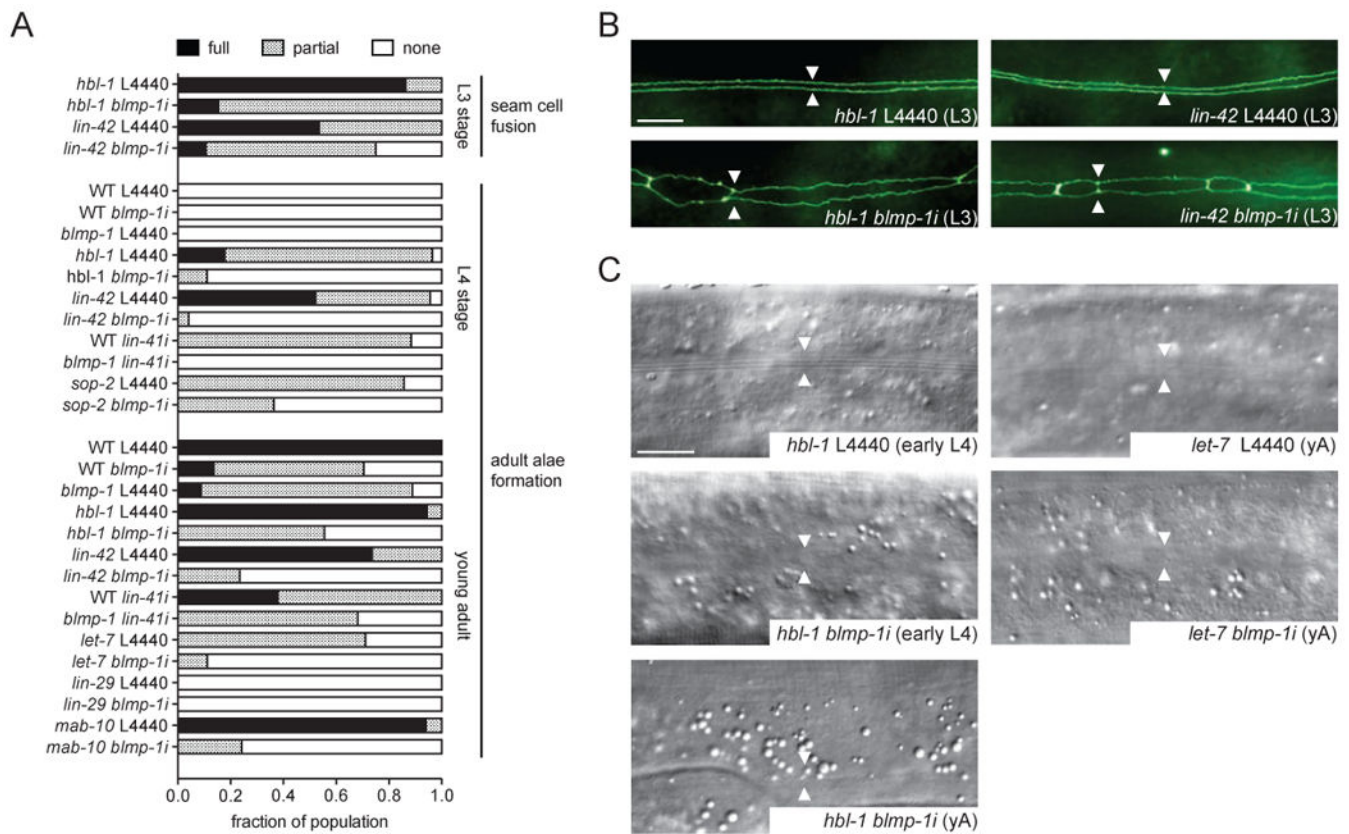 A
full partial none
hbl-1 L4440
hbl-1 blmp-1i
lin-42 L4440
lin-42 blmp-1i
L3 stage
seam cell
fusion
WT L4440
WT blmp-1i
blmp-1 L4440
hbl-1 L4440
hbl-1 blmp-1i
lin-42 L4440
lin-42 blmp-1i
WT lin-41i
blmp-1 lin-41i
sop-2 L4440
sop-2 blmp-1i
L4 stage
WT L4440
WT blmp-1i
blmp-1 L4440
hbl-1 L4440
hbl-1 blmp-1i
lin-42 L4440
lin-42 blmp-1i
WT lin-41i
blmp-1 lin-41i
let-7 L4440
let-7 blmp-1i
lin-29 L4440
lin-29 blmp-1i
mab-10 L4440
mab-10 blmp-1i
young adult
adult alae
formation
0.0 0.2 0.4 0.6 0.8 1.0
fraction of population
B
hbl-1 L4440 (L3)
lin-42 L4440 (L3)
hbl-1 blmp-1i (L3)
lin-42 blmp-1i (L3)
C
hbl-1 L4440 (early L4)
let-7 L4440 (yA)
hbl-1 blmp-1i (early L4)
let-7 blmp-1i (yA)
hbl-1 blmp-1i (yA)